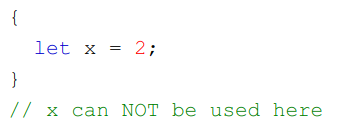 {
  let x = 2;
}
// x can NOT be used here